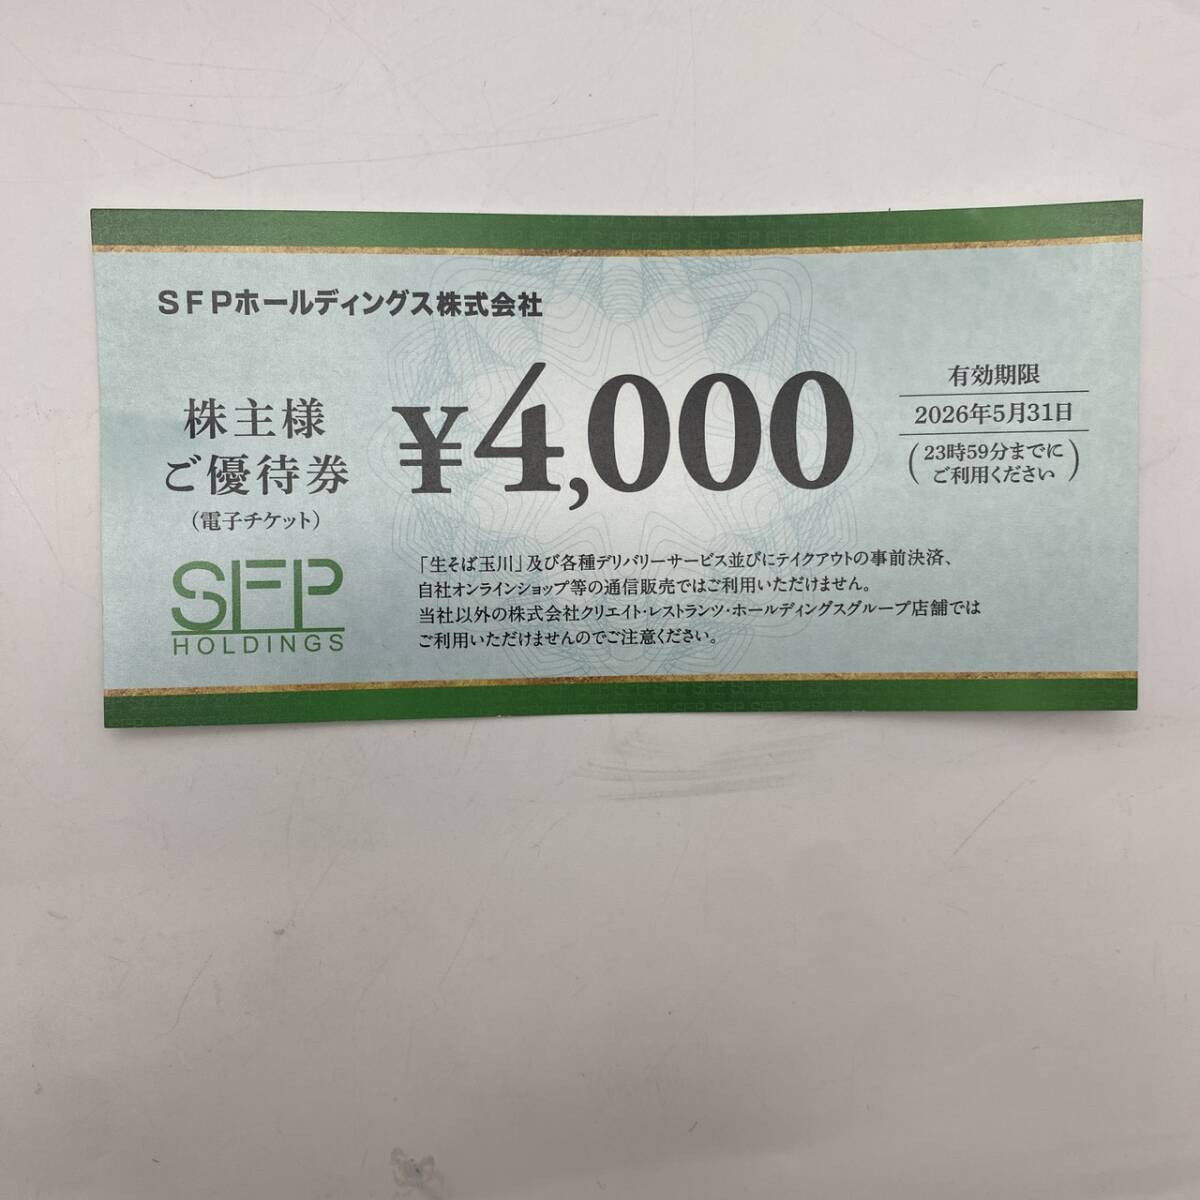 SFPホールディングス株式会社
株主様
ご優待券
（電子チケット）
¥4,000
有効期限
2026年5月31日
（23時59分までに
ご利用ください）
「生そば玉川」及び各種デリバリーサービス並びにテイクアウトの事前決済、
自社オンラインショップ等の通信販売ではご利用いただけません。
当社以外の株式会社クリエイト・レストランツ・ホールディングスグループ店舗では
ご利用いただけませんのでご注意ください。
SFP
HOLDINGS